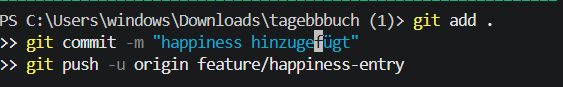 PS C:\Users\windows\Downloads\tagebbbuch (1)> git add .
>> git commit -m "happiness hinzugefügt"
>> git push -u origin feature/happiness-entry